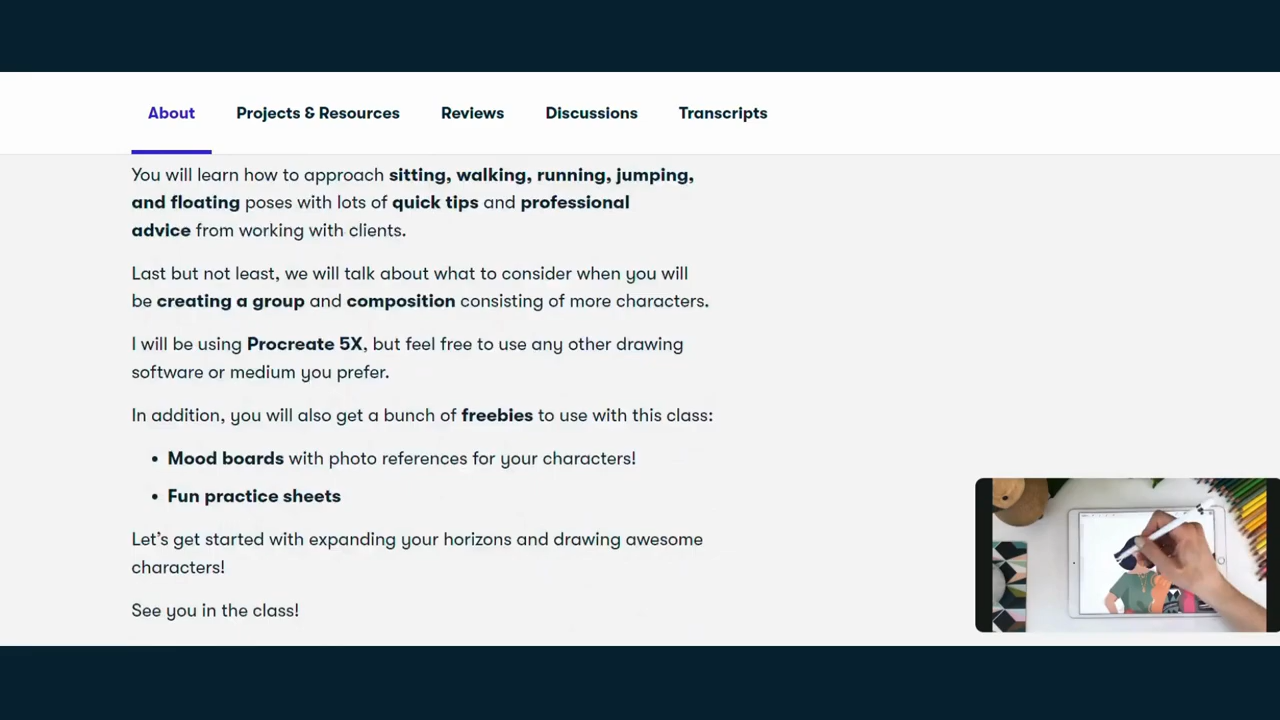 About Projects & Resources Reviews Discussions Transcripts
You will learn how to approach sitting, walking, running, jumping,
and floating poses with lots of quick tips and professional
advice from working with clients.
Last but not least, we will talk about what to consider when you will
be creating a group and composition consisting of more characters.
I will be using Procreate 5X, but feel free to use any other drawing
software or medium you prefer.
In addition, you will also get a bunch of freebies to use with this class:
• Mood boards with photo references for your characters!
• Fun practice sheets
Let’s get started with expanding your horizons and drawing awesome
characters!
See you in the class!